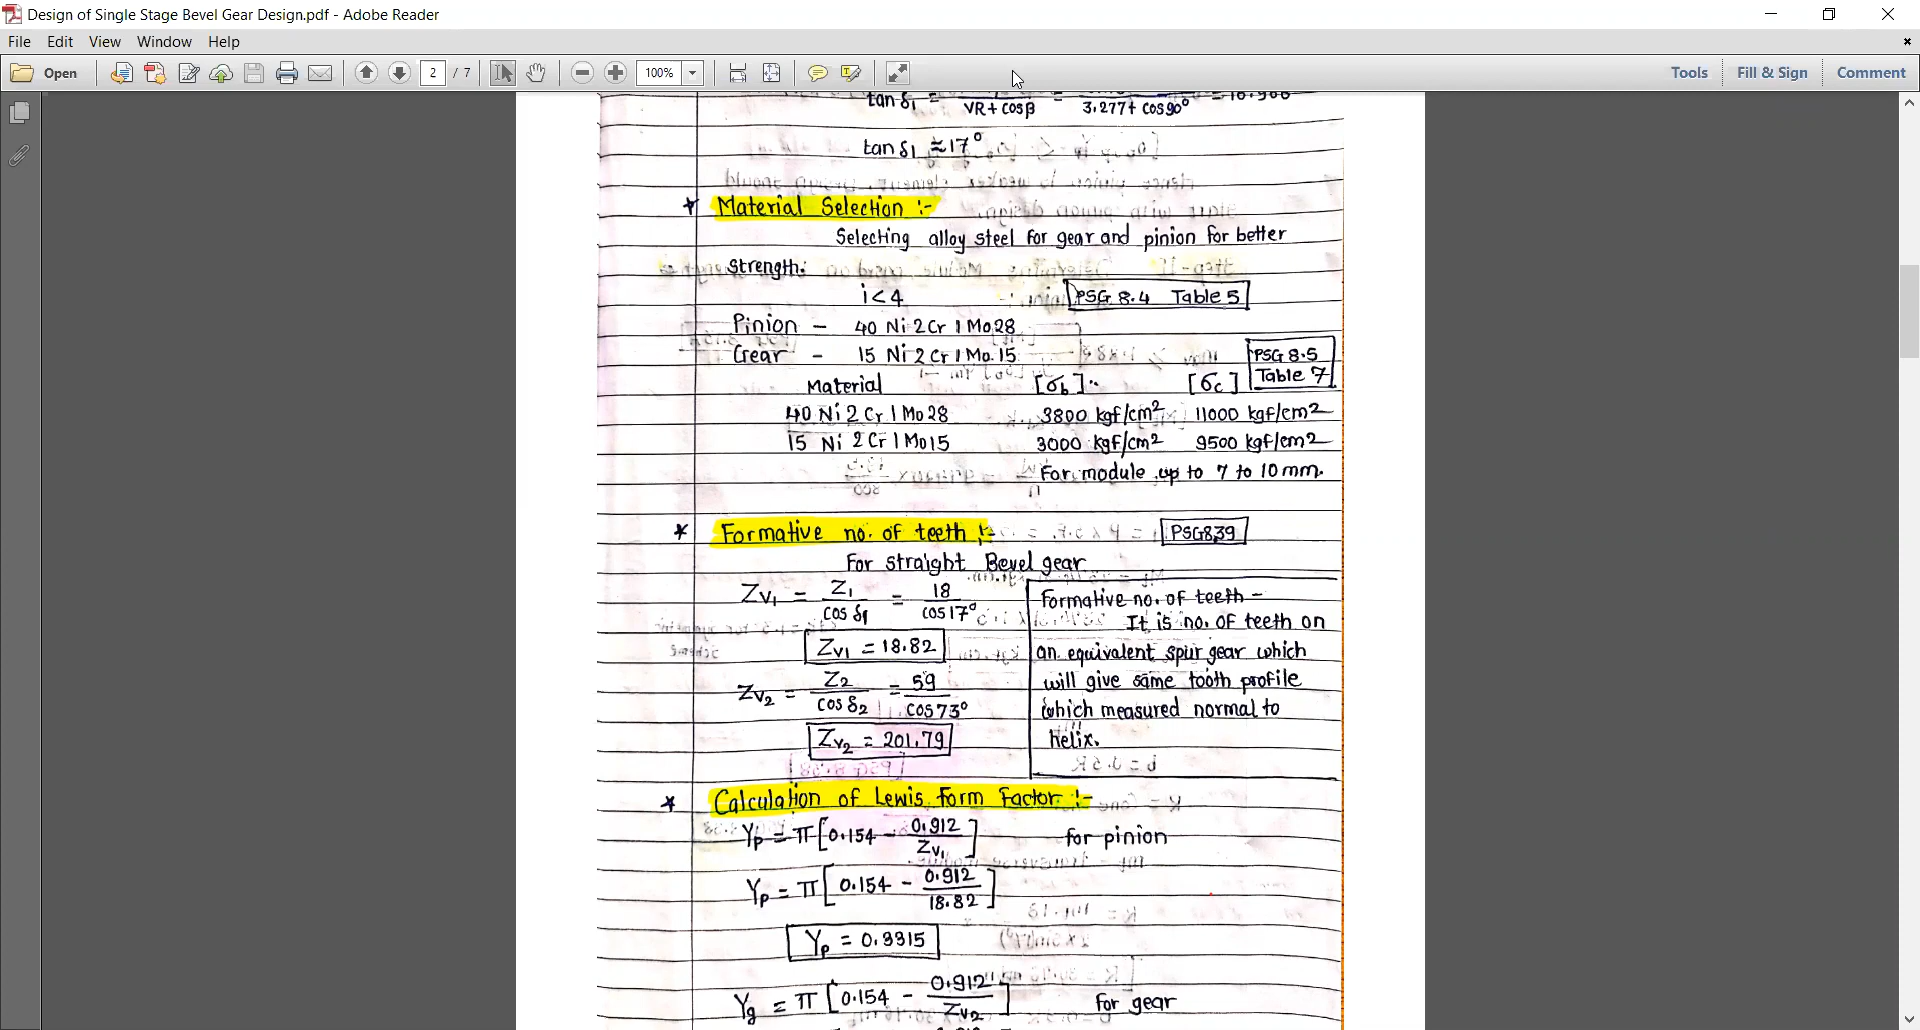 Design of Single Stage Bevel Gear Design.pdf - Adobe Reader
File Edit View Window Help
Open 2 / 7 100% Tools Fill & Sign Comment
tan δ1 = VR + cosβ = 3.277+ cos90°
tan δ1 ≈ 17°
* Material Selection :-
Selecting alloy steel for gear and pinion for better
Strength.
i < 4 PSG 8.4 Table 5
Pinion - 40 Ni 2 Cr 1 Mo 28
Gear - 15 Ni 2 Cr 1 Mo 15 PSG 8.5
Table 7
Material [σb] [σc]
40 Ni 2 Cr 1 Mo 28 3800 kgf/cm² 11000 kgf/cm²
15 Ni 2 Cr 1 Mo 15 3000 kgf/cm² 9500 kgf/cm²
For module up to 7 to 10 mm.
* Formative no. of teeth :- PSG 8.39
For straight Bevel gear
Zv1 = Z1 / cos δ1 = 18 / cos 17°
Zv1 = 18.82
Zv2 = Z2 / cos δ2 = 59 / cos 73°
Zv2 = 201.79
Formative no. of teeth -
It is no. of teeth on
an equivalent spur gear which
will give same tooth profile
which measured normal to
helix.
* Calculation of Lewis Form Factor :-
Yp = π [0.154 - 0.912 / Zv1] for pinion
Yp = π [0.154 - 0.912 / 18.82]
Yp = 0.3315
Yg = π [0.154 - 0.912 / Zv2] for gear